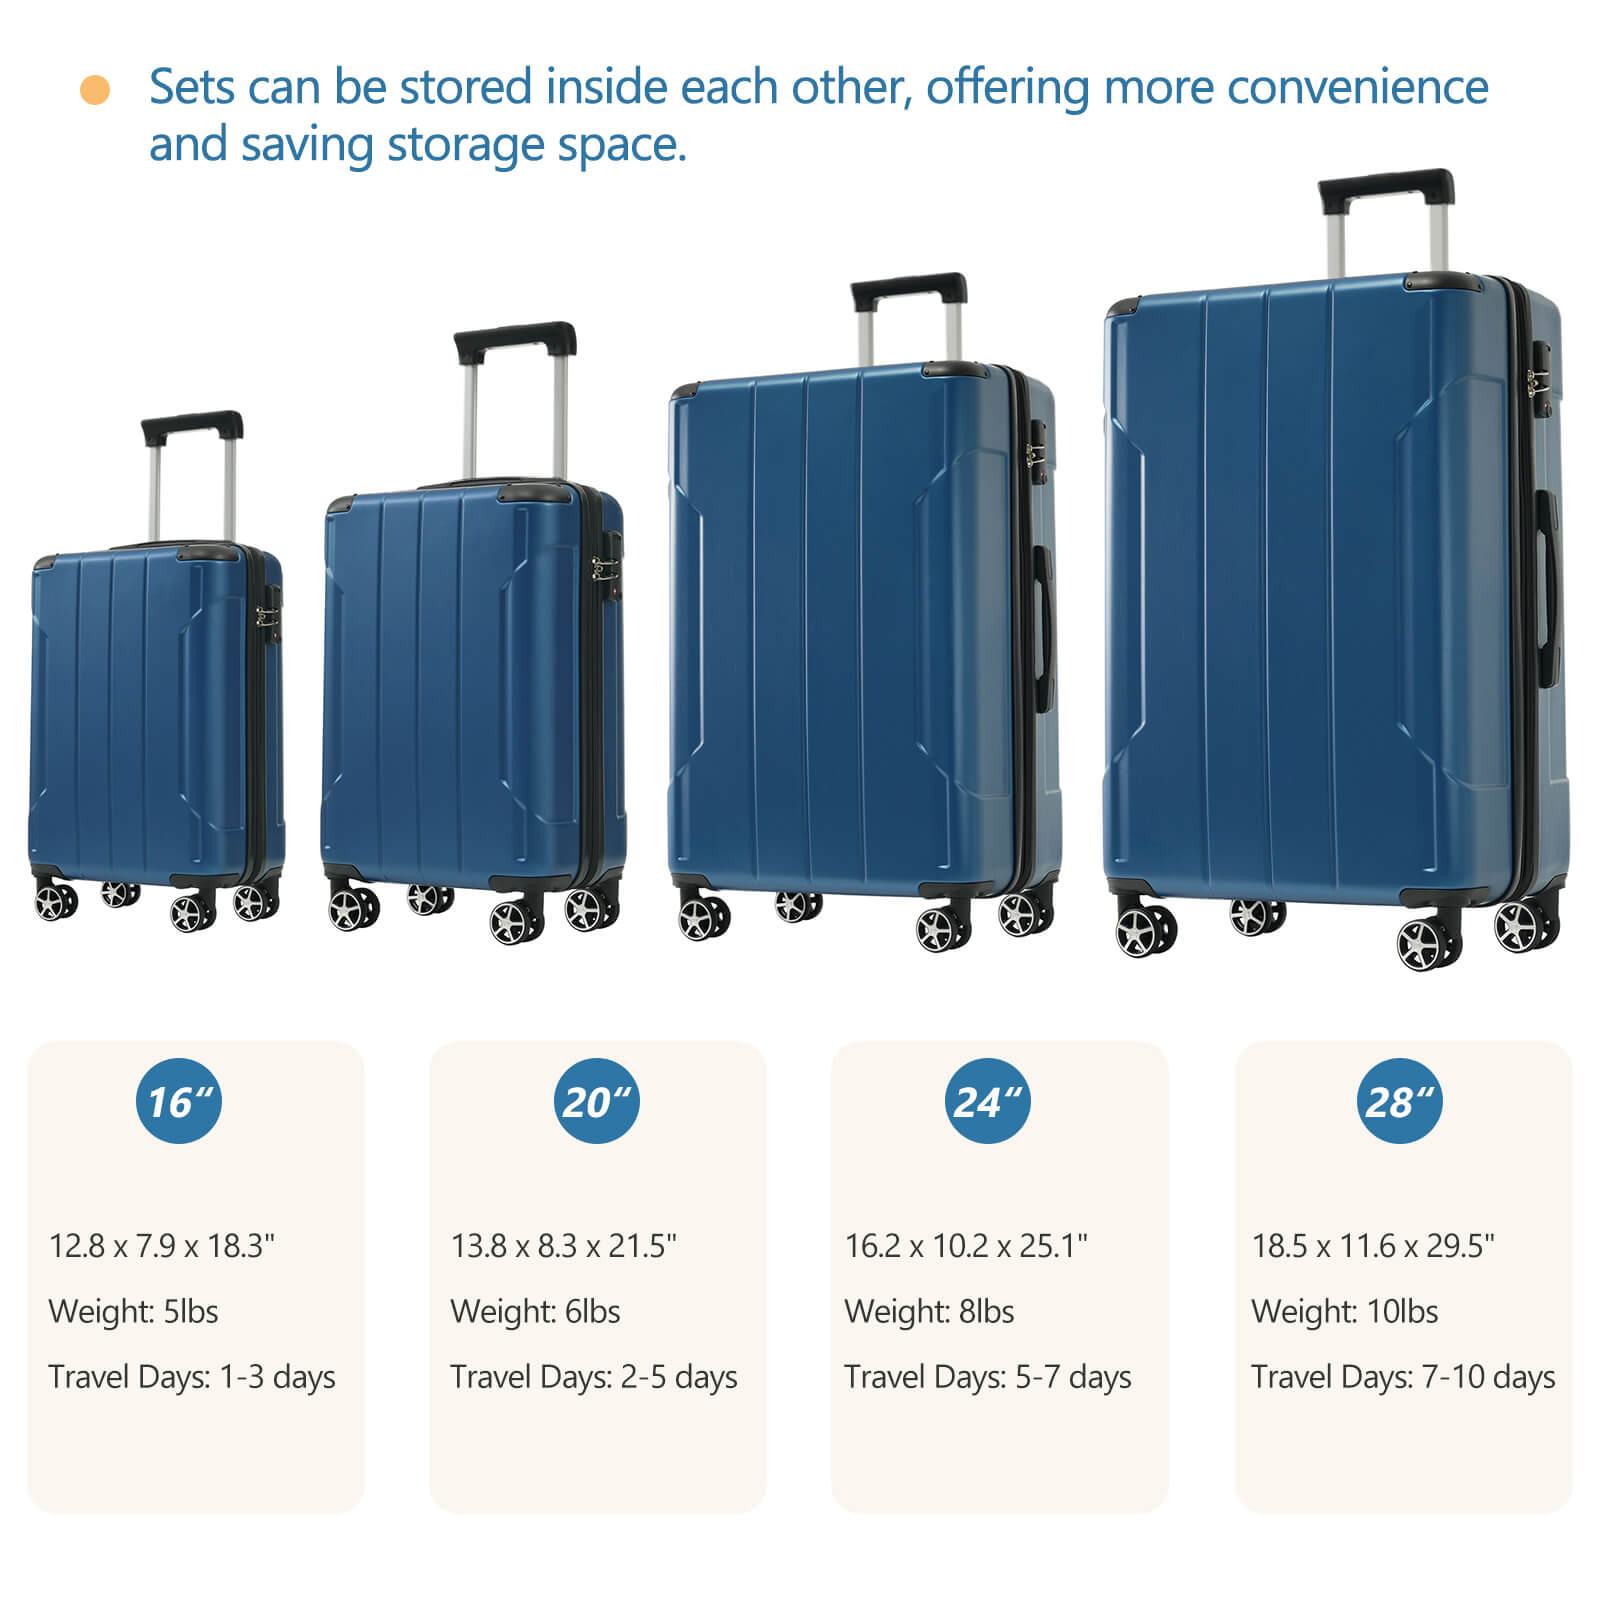 Sets can be stored inside each other, offering more convenience
and saving storage space.
16“
20“
24“
28“
12.8 x 7.9 x 18.3"
Weight: 5lbs
Travel Days: 1-3 days
13.8 x 8.3 x 21.5"
Weight: 6lbs
Travel Days: 2-5 days
16.2 x 10.2 x 25.1"
Weight: 8lbs
Travel Days: 5-7 days
18.5 x 11.6 x 29.5"
Weight: 10lbs
Travel Days: 7-10 days